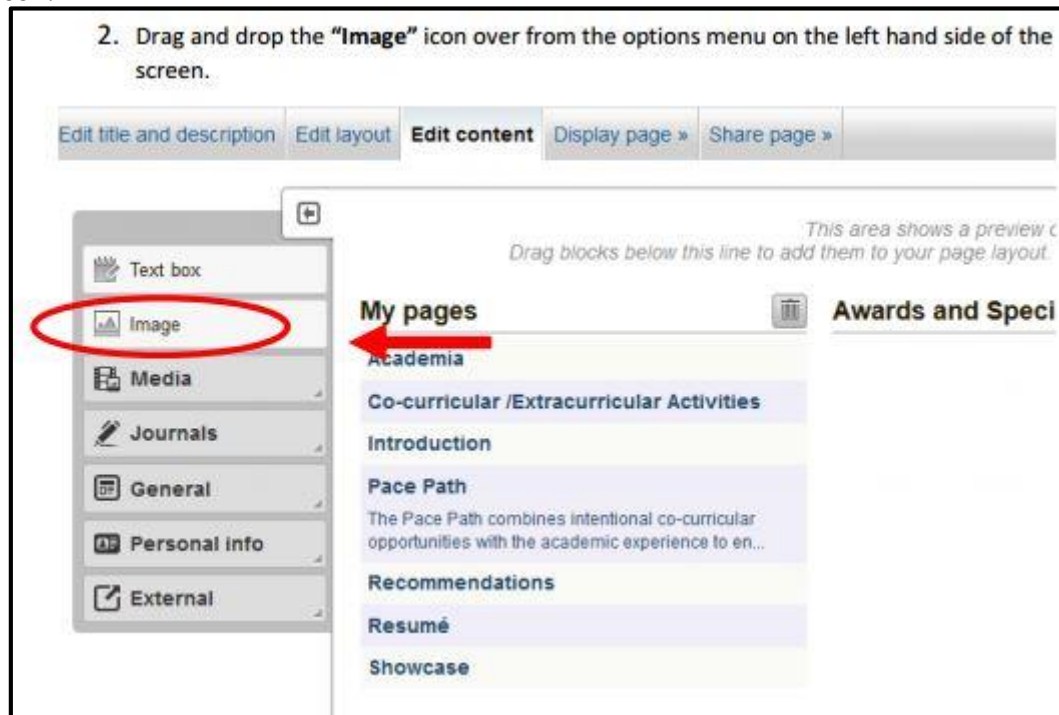 2. Drag and drop the “Image” icon over from the options menu on the left hand side of the
screen.
Edit title and description Edit layout Edit content Display page » Share page »
This area shows a preview
Drag blocks below this line to add them to your page layout.
Text box
Image
Media
Journals
General
Personal info
External
My pages
Academia
Co-curricular /Extracurricular Activities
Introduction
Pace Path
The Pace Path combines intentional co-curricular
opportunities with the academic experience to en...
Recommendations
Resumé
Showcase
Awards and Speci